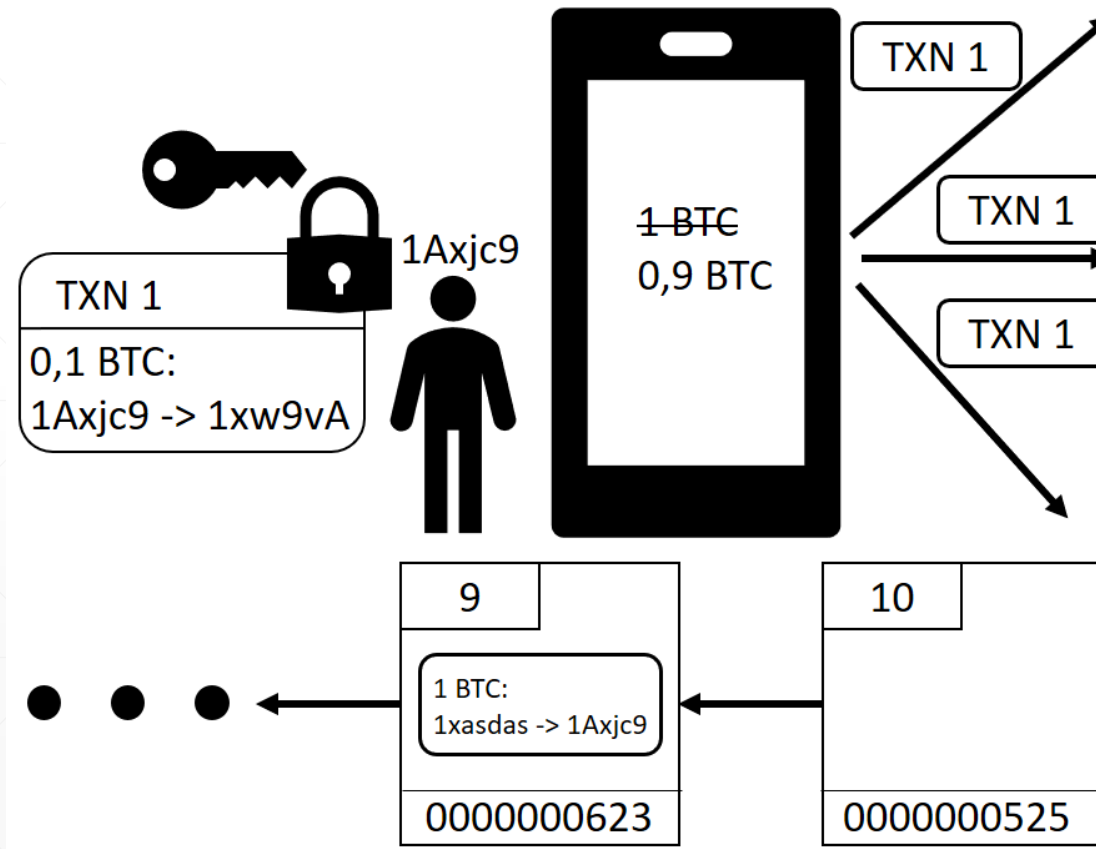 TXN 1
0,1 BTC:
1Axjc9 -> 1xw9vA
1Axjc9
1 BTC
0,9 BTC
TXN 1
TXN 1
TXN 1
9
1 BTC:
1xasdas -> 1Axjc9
0000000623
10
0000000525